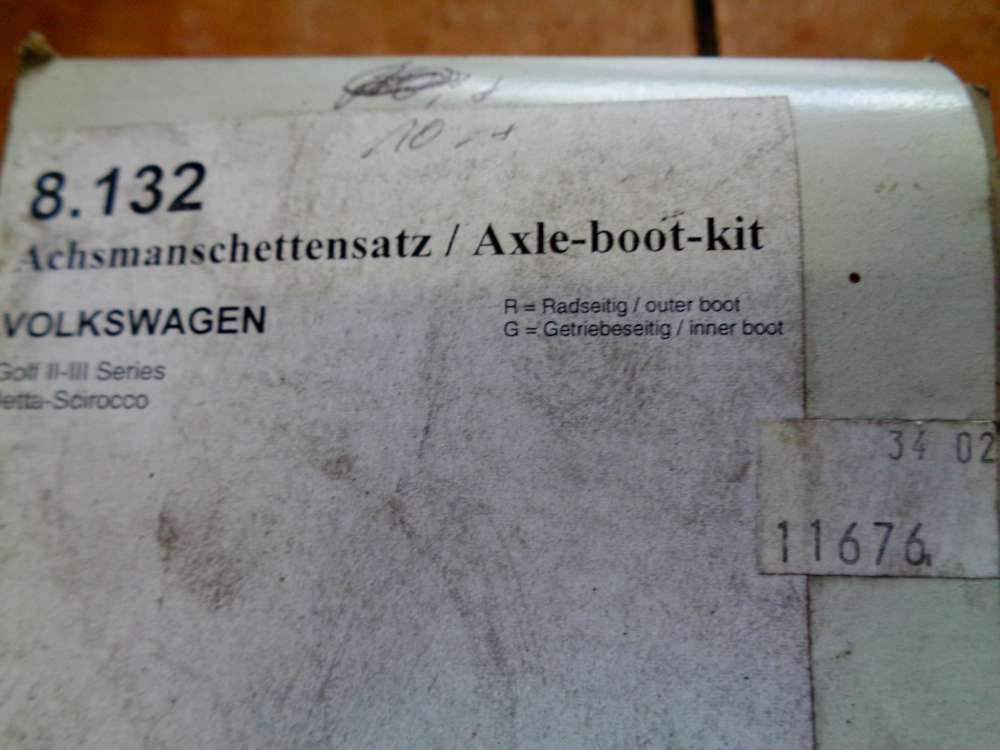 10,-
8.132
Achsmanschettensatz / Axle-boot-kit
VOLKSWAGEN
R = Radseitig / outer boot
G = Getriebeseitig / inner boot
Golf II-III Series
Jetta-Scirocco
34 02
11676